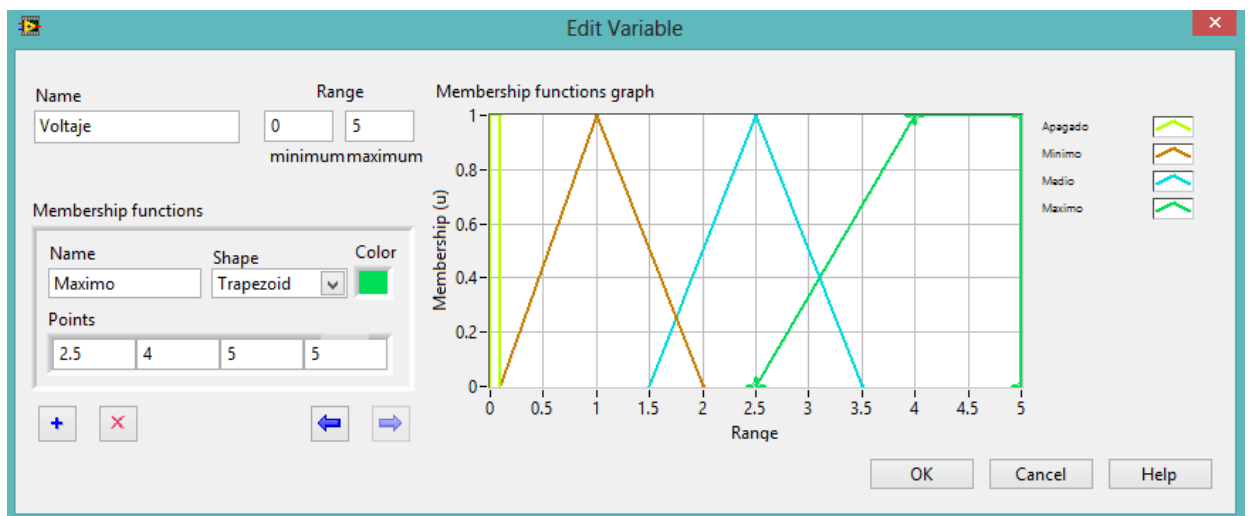 Edit Variable
Name
Range
Voltaje
0
5
minimum maximum
Membership functions
Name
Shape
Color
Maximo
Trapezoid
Points
2.5 4 5 5
Membership functions graph
Membership (u)
1
0.8
0.6
0.4
0.2
0
0 0.5 1 1.5 2 2.5 3 3.5 4 4.5 5
Range
Apagado
Minimo
Medio
Maximo
OK Cancel Help